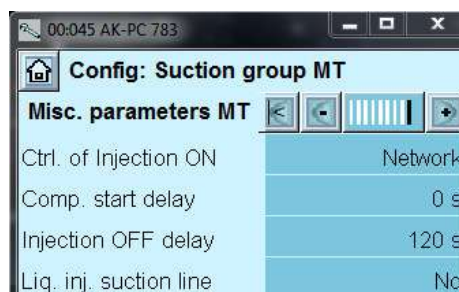 00:045 AK-PC 783
Config: Suction group MT
Misc. parameters MT
Ctrl. of Injection ON Network
Comp. start delay 0 s
Injection OFF delay 120 s
Liq. inj. suction line No